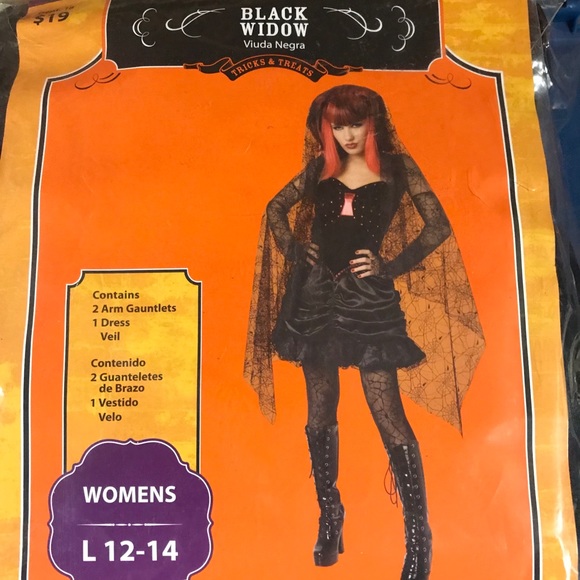 $19
BLACK
WIDOW
Viuda Negra
TRICKS & TREATS
Contains
2 Arm Gauntlets
1 Dress
Veil
Contenido
2 Guanteletes
de Brazo
1 Vestido
Velo
WOMENS
L 12-14